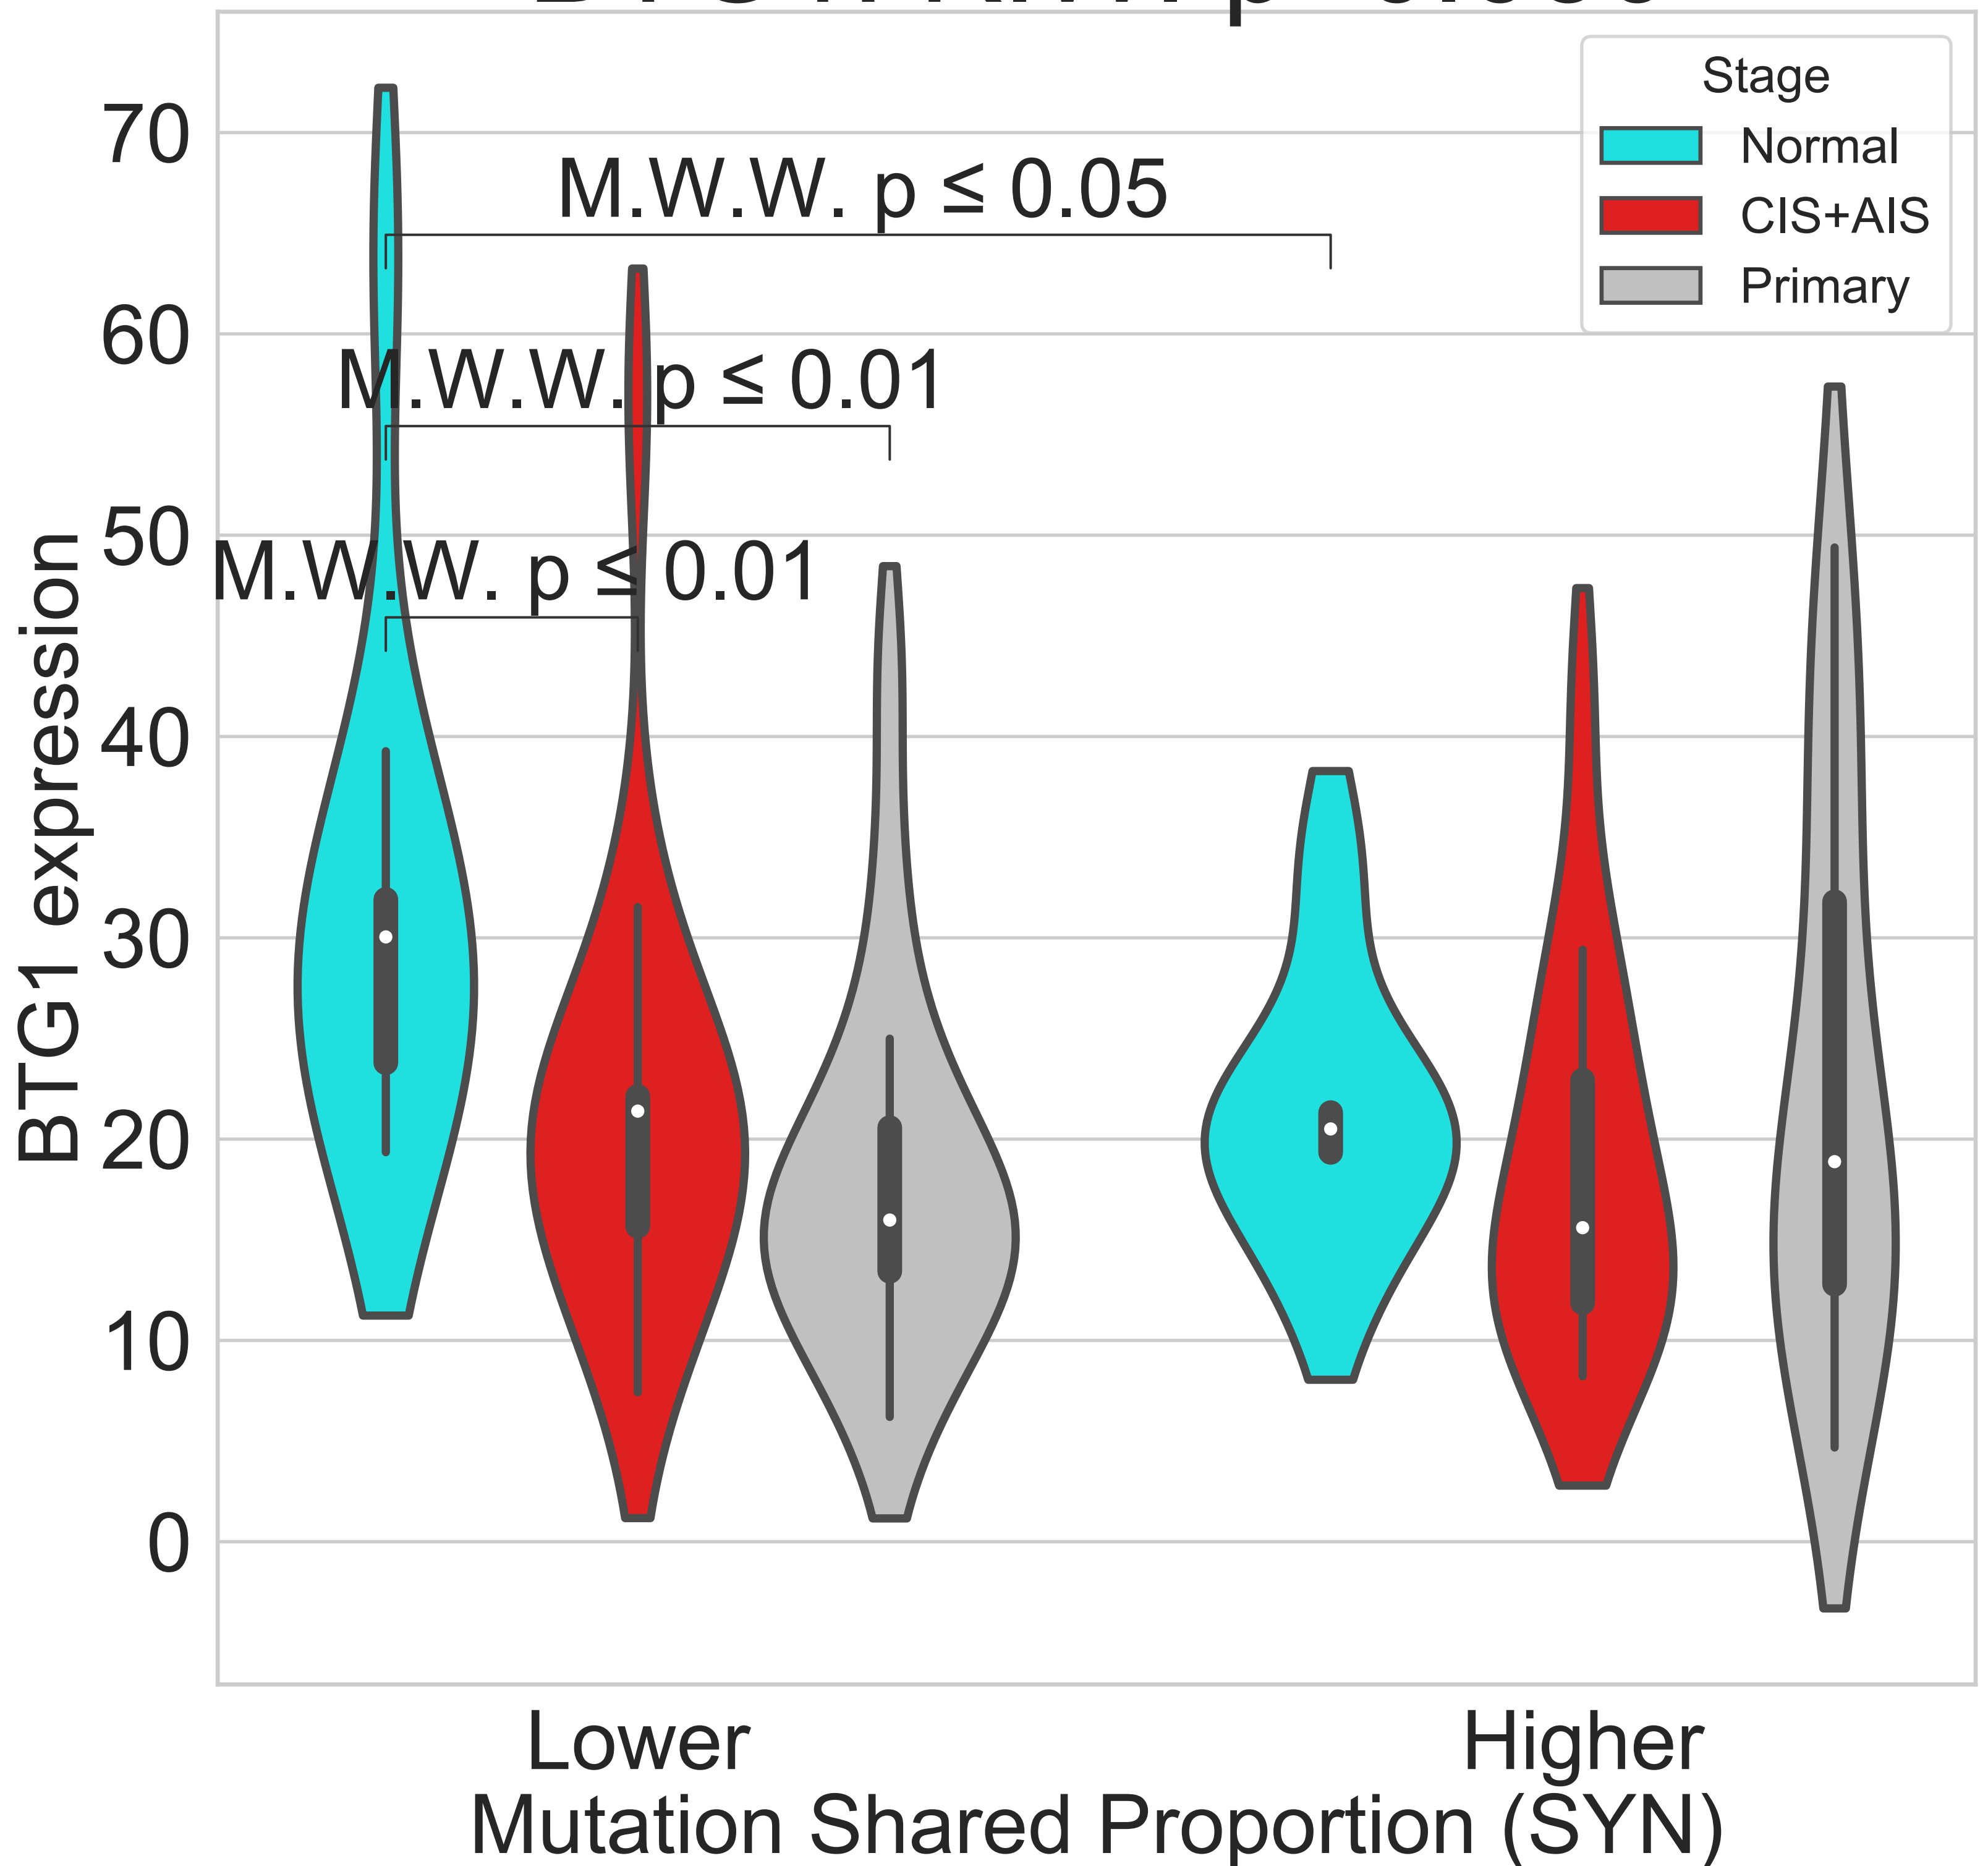 Stage
Normal
CIS+AIS
Primary
M.W.W. p ≤ 0.05
M.W.W. p ≤ 0.01
M.W.W. p ≤ 0.01
70
60
50
40
30
20
10
0
BTG1 expression
Lower
Higher
Mutation Shared Proportion (SYN)